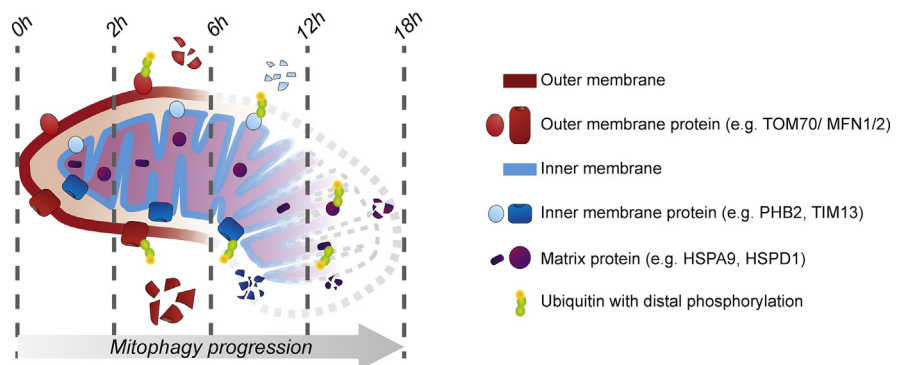 0h 2h 6h 12h 18h
Outer membrane
Outer membrane protein (e.g. TOM70/ MFN1/2)
Inner membrane
Inner membrane protein (e.g. PHB2, TIM13)
Matrix protein (e.g. HSPA9, HSPD1)
Ubiquitin with distal phosphorylation
Mitophagy progression